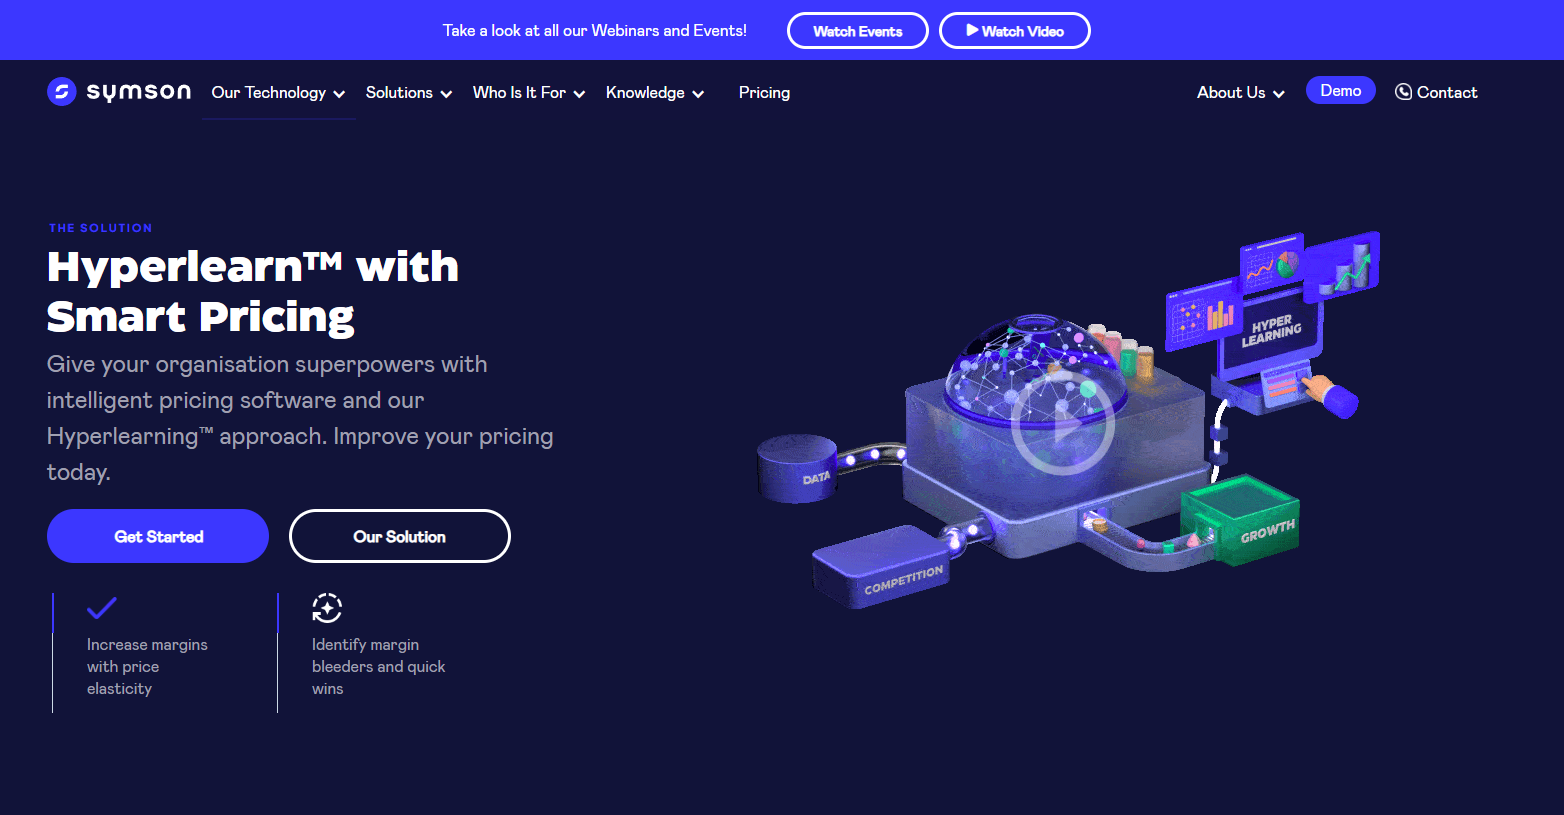 Take a look at all our Webinars and Events!
Watch Events
Watch Video
symson
Our Technology
Solutions
Who Is It For
Knowledge
Pricing
About Us
Demo
Contact
THE SOLUTION
Hyperlearn™ with
Smart Pricing
Give your organisation superpowers with
intelligent pricing software and our
Hyperlearning™ approach. Improve your pricing
today.
Get Started
Our Solution
Increase margins
with price
elasticity
Identify margin
bleeders and quick
wins
HYPER
LEARNING
DATA
COMPETITION
GROWTH